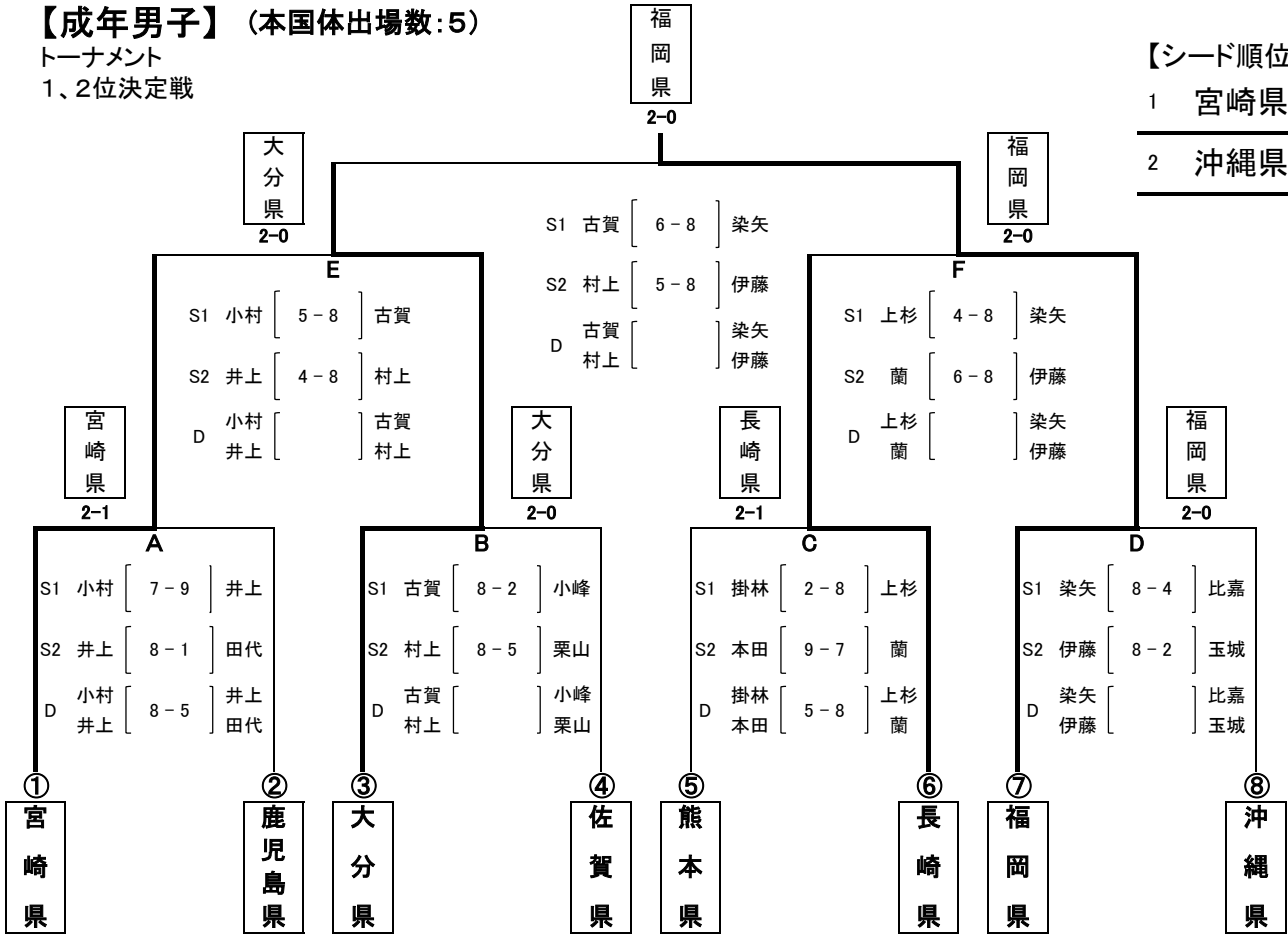 【成年男子】 (本国体出場数:5)
トーナメント
1、2位決定戦
福岡県
2-0
【シード順位
1 宮崎県
2 沖縄県
大分県
2-0
福岡県
2-0
S1 古賀 6-8 染矢
S2 村上 5-8 伊藤
D 古賀 村上 染矢 伊藤
E
S1 小村 5-8 古賀
S2 井上 4-8 村上
D 小村 井上 古賀 村上
F
S1 上杉 4-8 染矢
S2 蘭 6-8 伊藤
D 上杉 蘭 染矢 伊藤
宮崎県
2-1
大分県
2-0
長崎県
2-1
福岡県
2-0
A
S1 小村 7-9 井上
S2 井上 8-1 田代
D 小村 井上 8-5 井上 田代
B
S1 古賀 8-2 小峰
S2 村上 8-5 栗山
D 古賀 村上 小峰 栗山
C
S1 掛林 2-8 上杉
S2 本田 9-7 蘭
D 掛林 本田 5-8 上杉 蘭
D
S1 染矢 8-4 比嘉
S2 伊藤 8-2 玉城
D 染矢 伊藤 比嘉 玉城
① 宮崎県
② 鹿児島県
③ 大分県
④ 佐賀県
⑤ 熊本県
⑥ 長崎県
⑦ 福岡県
⑧ 沖縄県